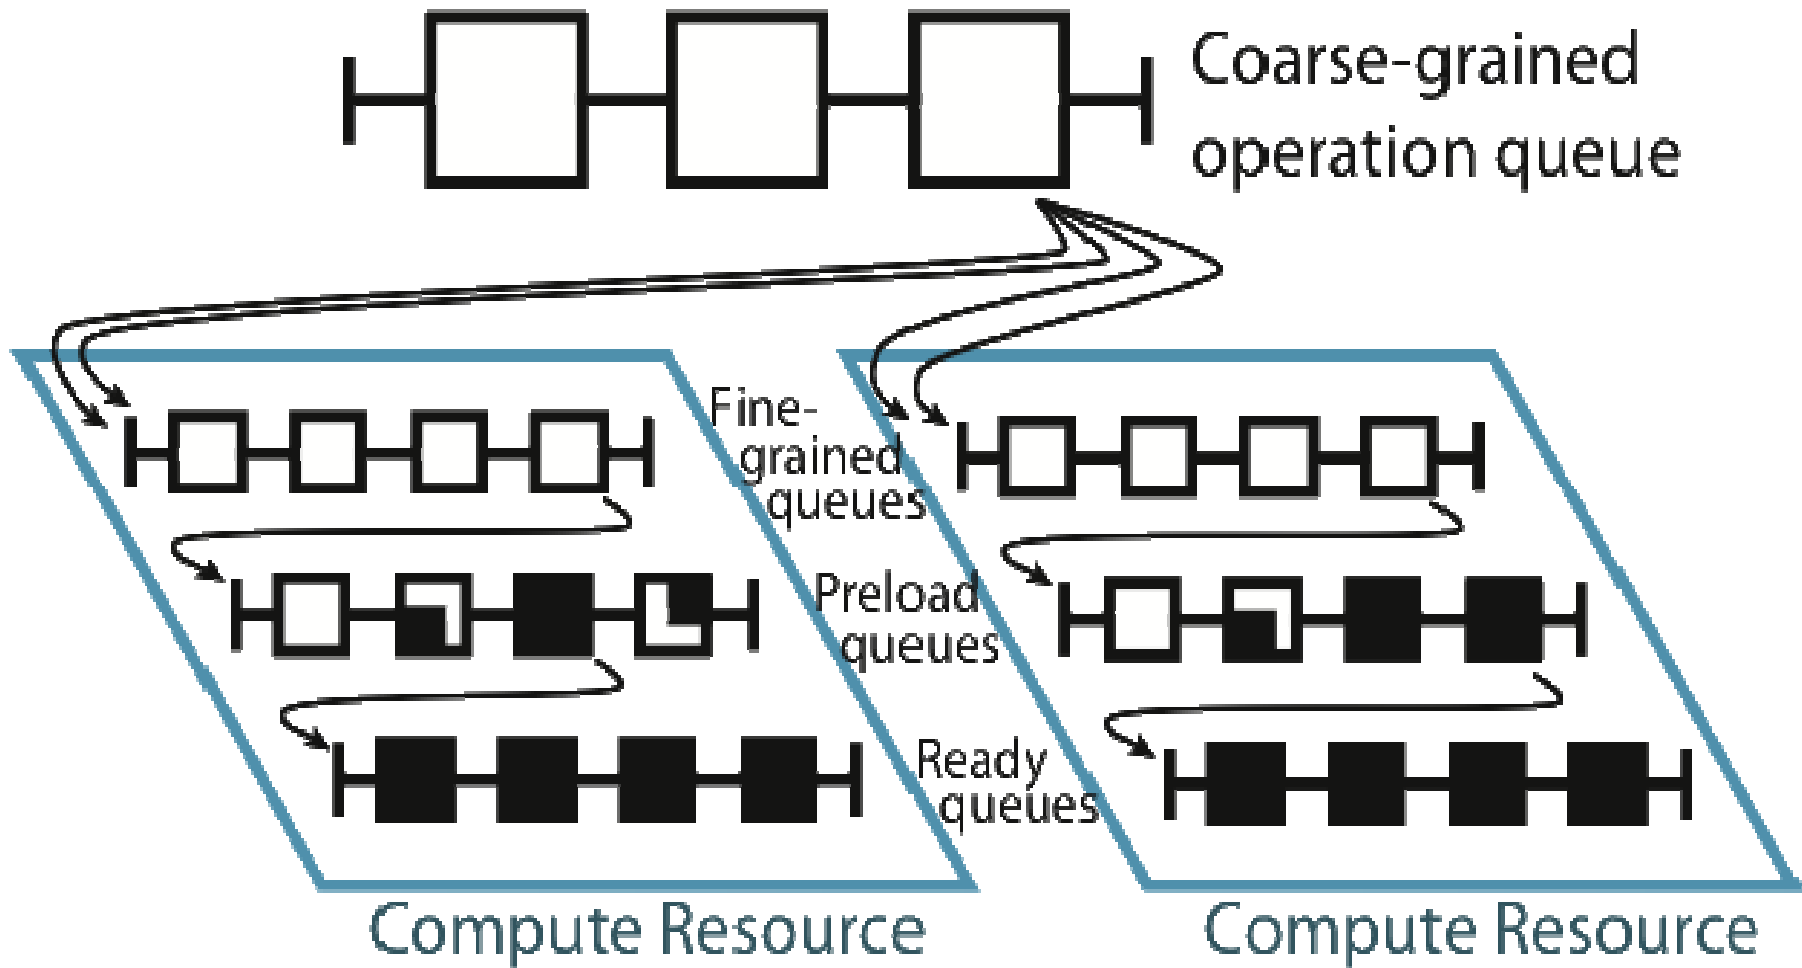 Coarse-grained
operation queue
Fine-
grained
queues
Preload
queues
Ready
queues
Compute Resource
Compute Resource